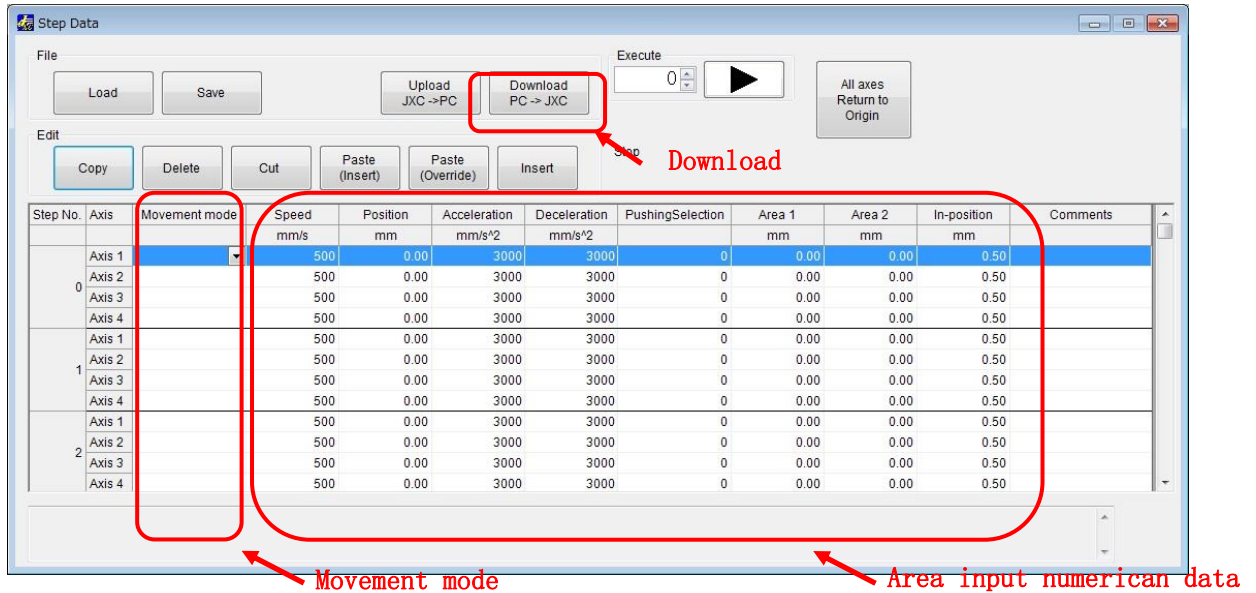 Step Data
File
Load Save Upload JXC ->PC Download PC -> JXC
Execute
0
All axes Return to Origin
Download
Edit
Copy Delete Cut Paste (Insert) Paste (Override) Insert
Step No. Axis Movement mode Speed Position Acceleration Deceleration PushingSelection Area 1 Area 2 In-position Comments
mm/s mm mm/s^2 mm/s^2 mm mm mm
0
Axis 1 500 0.00 3000 3000 0 0.00 0.00 0.50
Axis 2 500 0.00 3000 3000 0 0.00 0.00 0.50
Axis 3 500 0.00 3000 3000 0 0.00 0.00 0.50
Axis 4 500 0.00 3000 3000 0 0.00 0.00 0.50
1
Axis 1 500 0.00 3000 3000 0 0.00 0.00 0.50
Axis 2 500 0.00 3000 3000 0 0.00 0.00 0.50
Axis 3 500 0.00 3000 3000 0 0.00 0.00 0.50
Axis 4 500 0.00 3000 3000 0 0.00 0.00 0.50
2
Axis 1 500 0.00 3000 3000 0 0.00 0.00 0.50
Axis 2 500 0.00 3000 3000 0 0.00 0.00 0.50
Axis 3 500 0.00 3000 3000 0 0.00 0.00 0.50
Axis 4 500 0.00 3000 3000 0 0.00 0.00 0.50
Movement mode
Area input numerican data